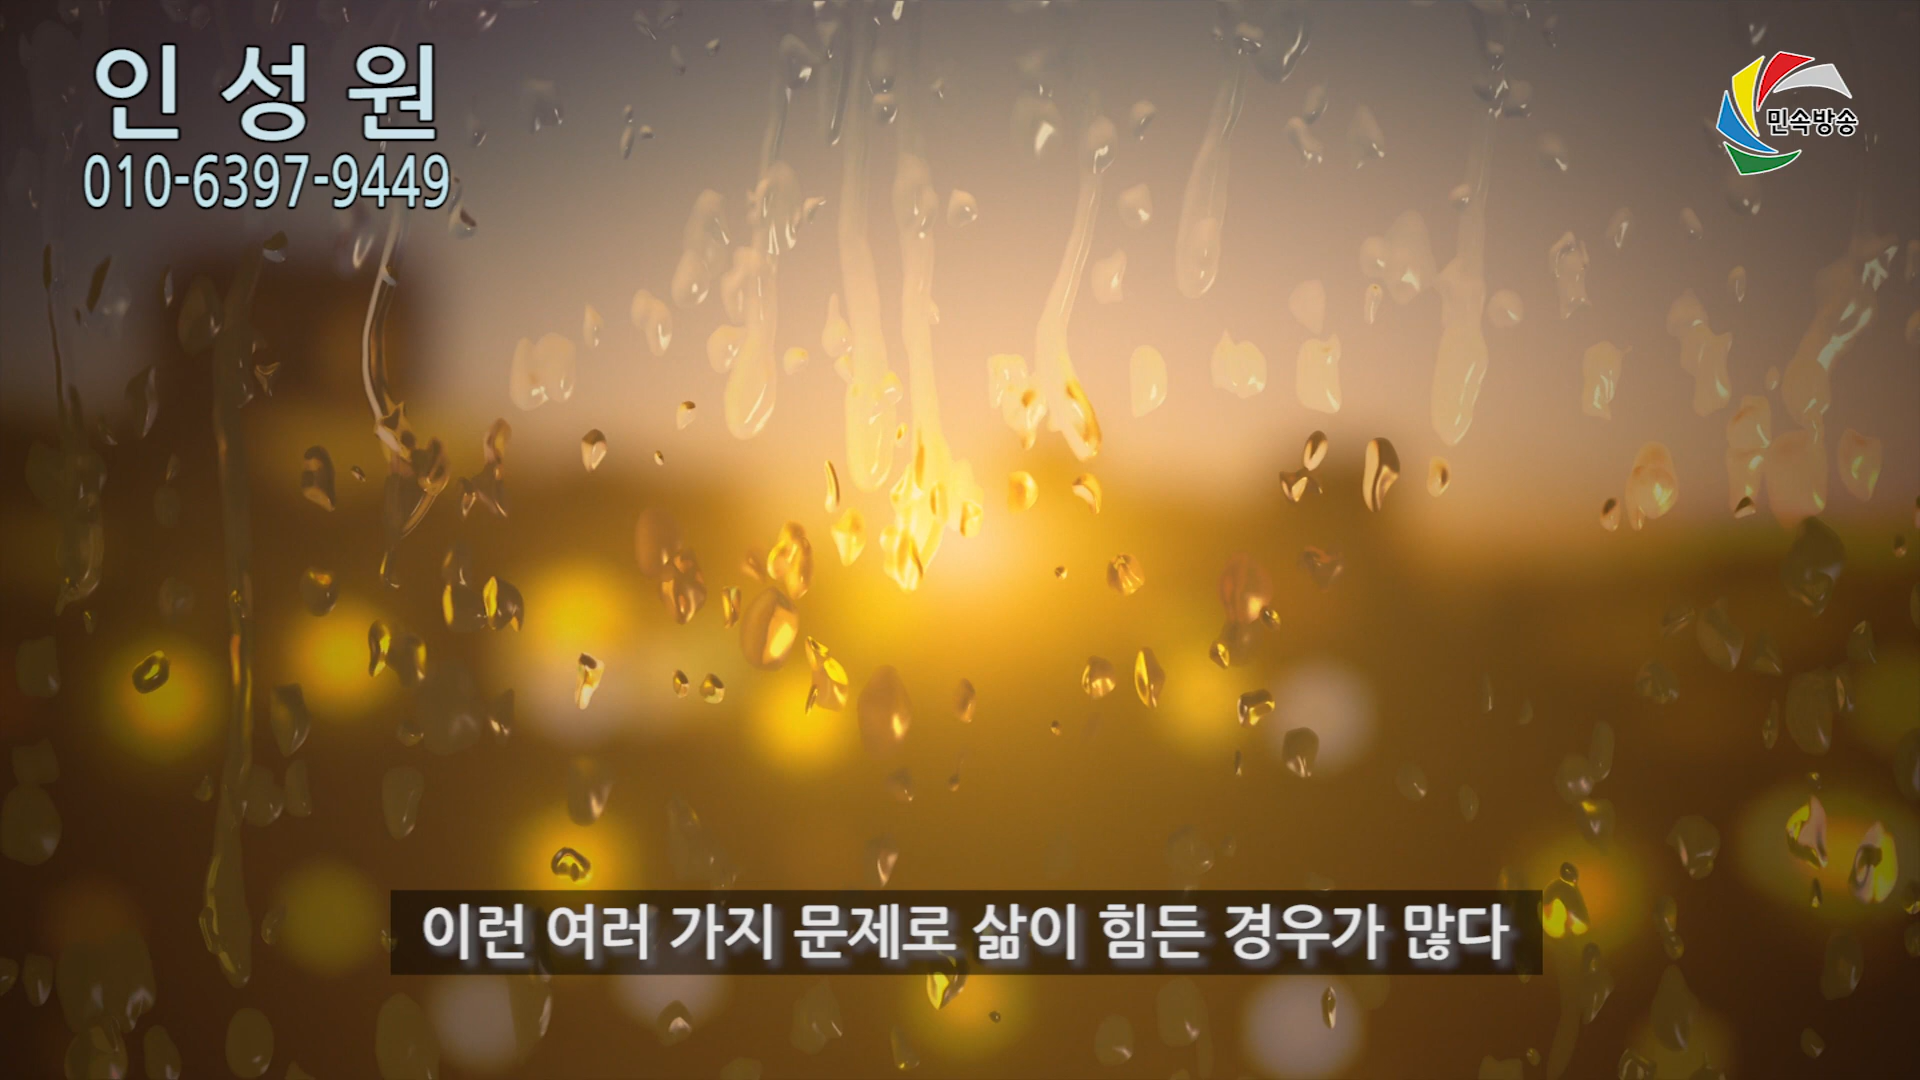 인 성 원
010-6397-9449
민속방송
이런 여러 가지 문제로 삶이 힘든 경우가 많다